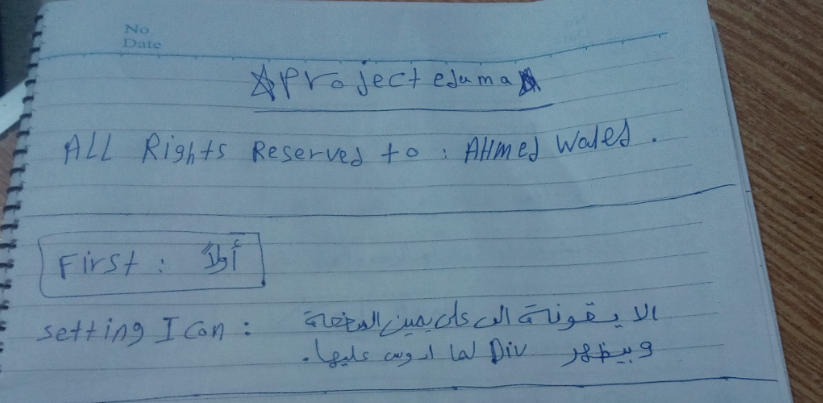 No
Date
☆Project eduma☆
ALL Rights Reserved to : AHmed Waled.
First : أولاً
setting Icon : الايقونة الى على يمين الصفحة
وبيظهر Div لما ادوس عليها.